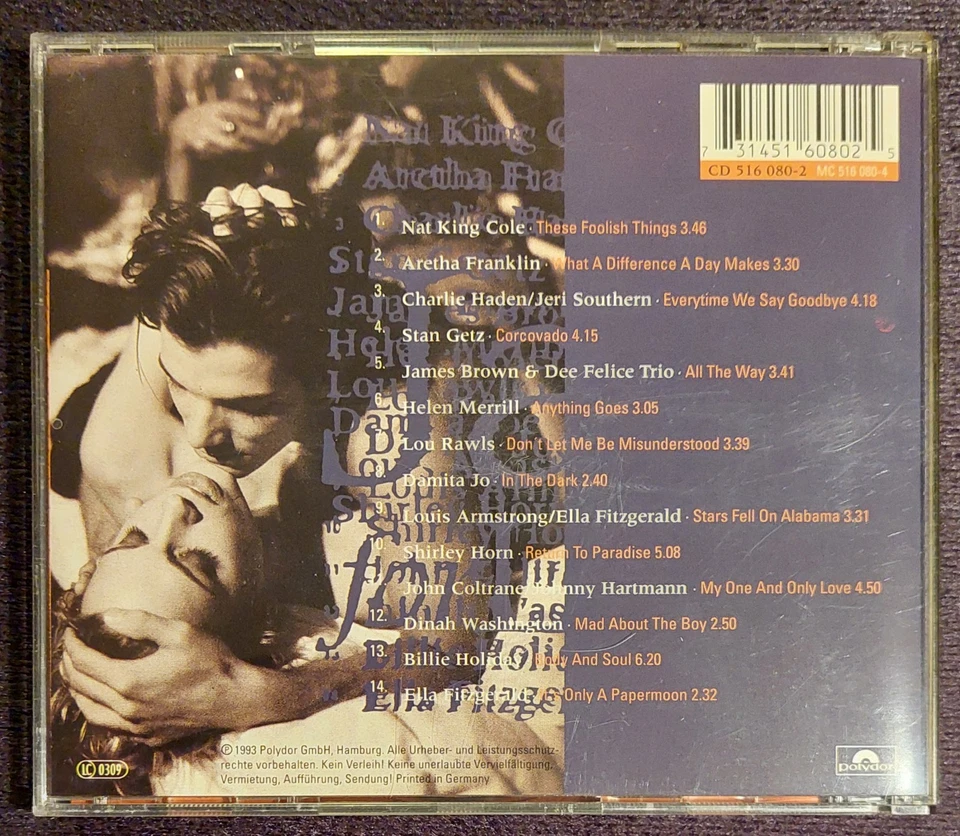 7 31451 60802 5
CD 516 080-2 MC 516 080-4
Nat King C
Aretha Fra
1. Nat King Cole · These Foolish Things 3.46
2. Aretha Franklin · What A Difference A Day Makes 3.30
3. Charlie Haden/Jeri Southern · Everytime We Say Goodbye 4.18
4. Stan Getz · Corcovado 4.15
5. James Brown & Dee Felice Trio · All The Way 3.41
6. Helen Merrill · Anything Goes 3.05
7. Lou Rawls · Don't Let Me Be Misunderstood 3.39
8. Damita Jo · In The Dark 2.40
9. Louis Armstrong/Ella Fitzgerald · Stars Fell On Alabama 3.31
10. Shirley Horn · Return To Paradise 5.08
John Coltrane/Johnny Hartmann · My One And Only Love 4.50
12. Dinah Washington · Mad About The Boy 2.50
13. Billie Holiday · Body And Soul 6.20
14. Ella Fitzgerald · It's Only A Papermoon 2.32
℗ 1993 Polydor GmbH, Hamburg. Alle Urheber- und Leistungsschutz-
rechte vorbehalten. Kein Verleih! Keine unerlaubte Vervielfältigung,
Vermietung, Aufführung, Sendung! Printed in Germany
LC 0309
polydor